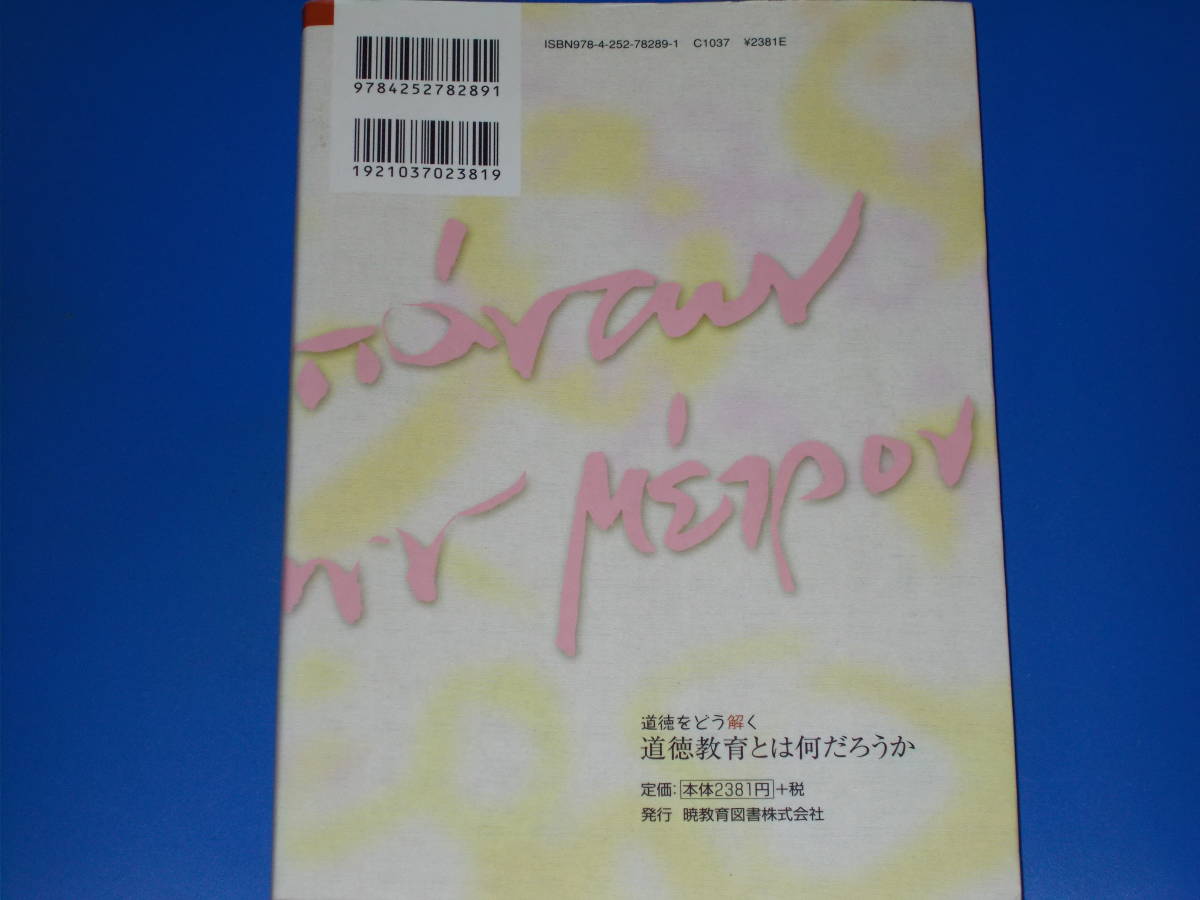 ISBN978-4-252-78289-1 C1037 ¥2381E
9784252782891
1921037023819
πάντων
μέτρον
道徳をどう解く
道徳教育とは何だろうか
定価:本体2381円+税
発行 暁教育図書株式会社